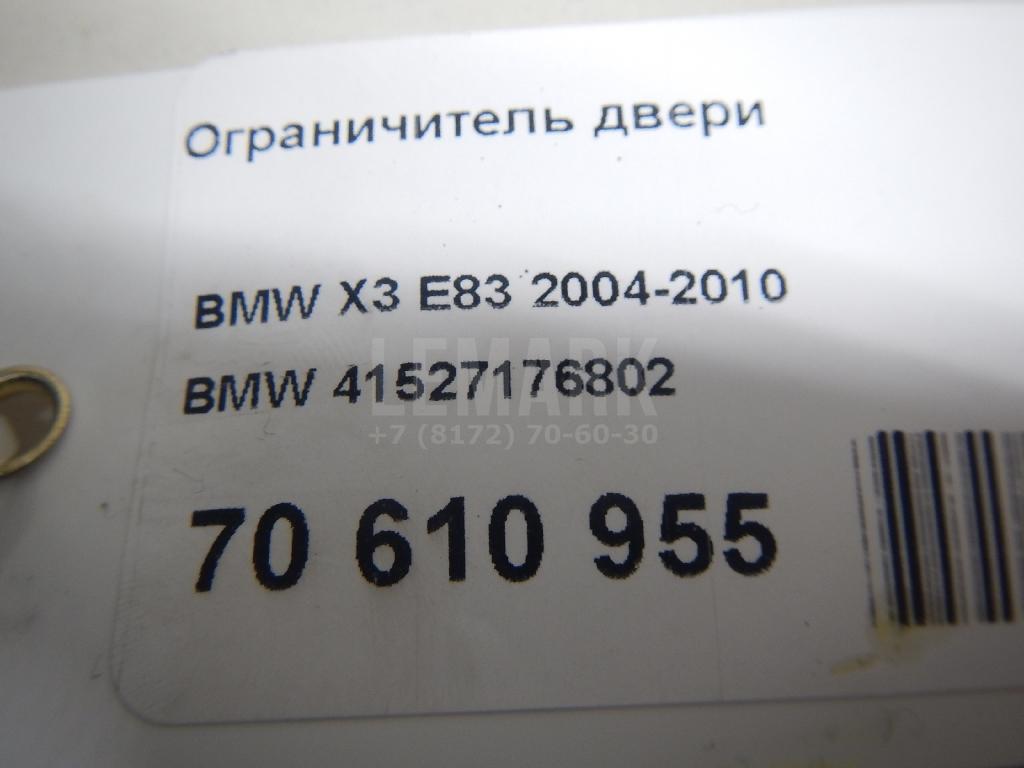 Ограничитель двери
BMW X3 E83 2004-2010
BMW 41527176802
LEMARK
+7 (8172) 70-60-30
70 610 955